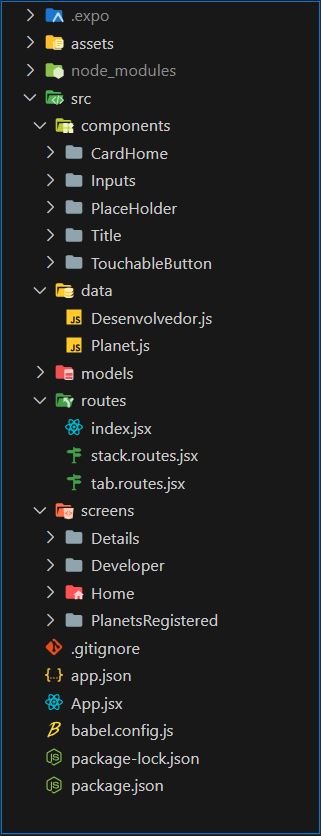 .expo
assets
node_modules
src
components
CardHome
Inputs
PlaceHolder
Title
TouchableButton
data
JS Desenvolvedor.js
JS Planet.js
models
routes
index.jsx
stack.routes.jsx
tab.routes.jsx
screens
Details
Developer
Home
PlanetsRegistered
.gitignore
app.json
App.jsx
babel.config.js
package-lock.json
package.json